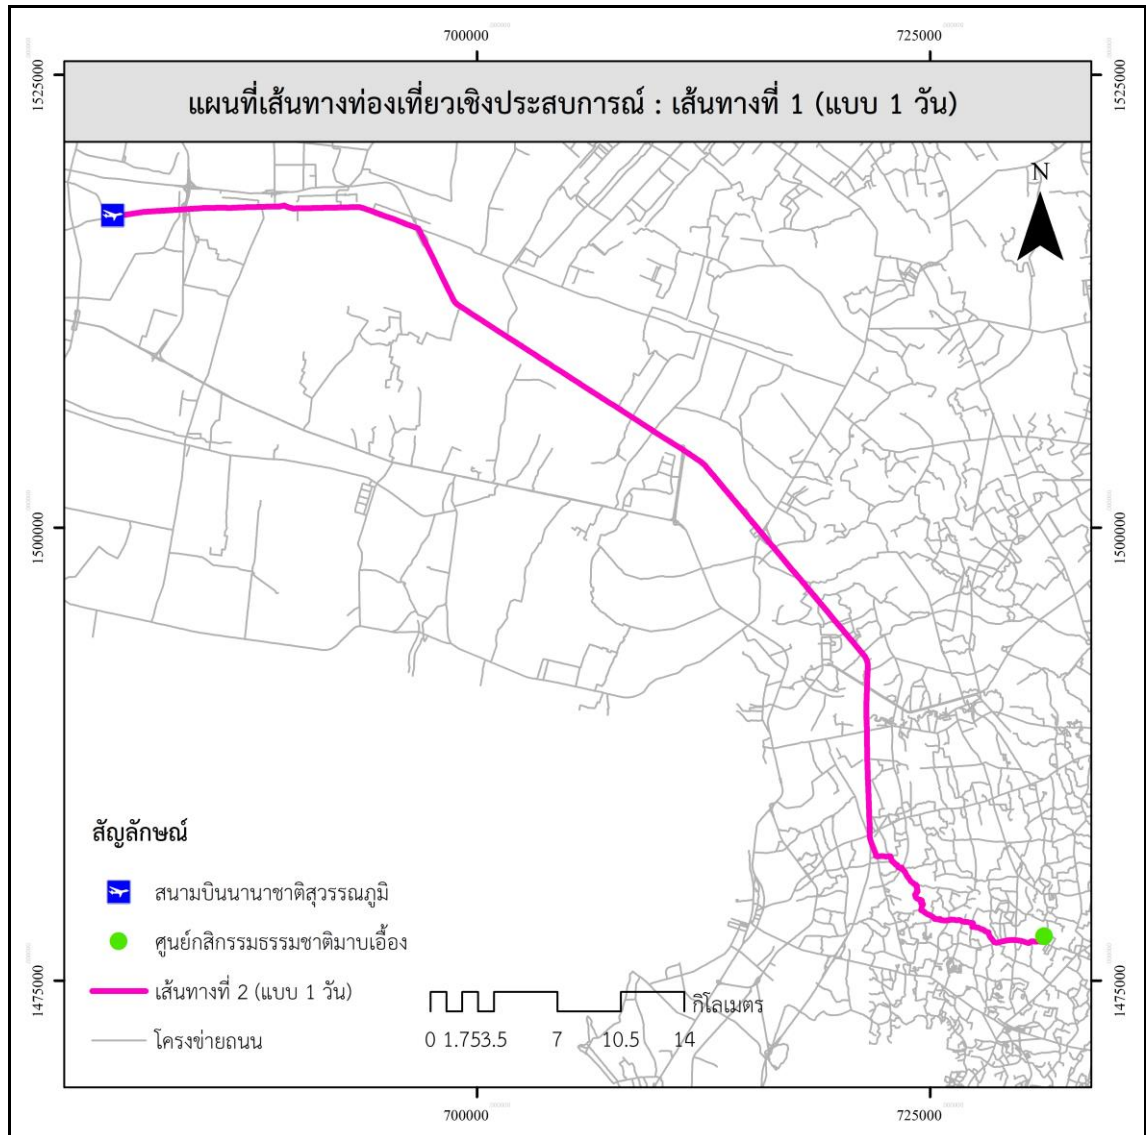 700000 725000
1525000 1525000
แผนที่เส้นทางท่องเที่ยวเชิงประสบการณ์ : เส้นทางที่ 1 (แบบ 1 วัน)
N
1500000 1500000
สัญลักษณ์
สนามบินนานาชาติสุวรรณภูมิ
ศูนย์กสิกรรมธรรมชาติมาบเอื้อง
เส้นทางที่ 2 (แบบ 1 วัน)
โครงข่ายถนน
กิโลเมตร
0 1.753.5 7 10.5 14
1475000 1475000
700000 725000